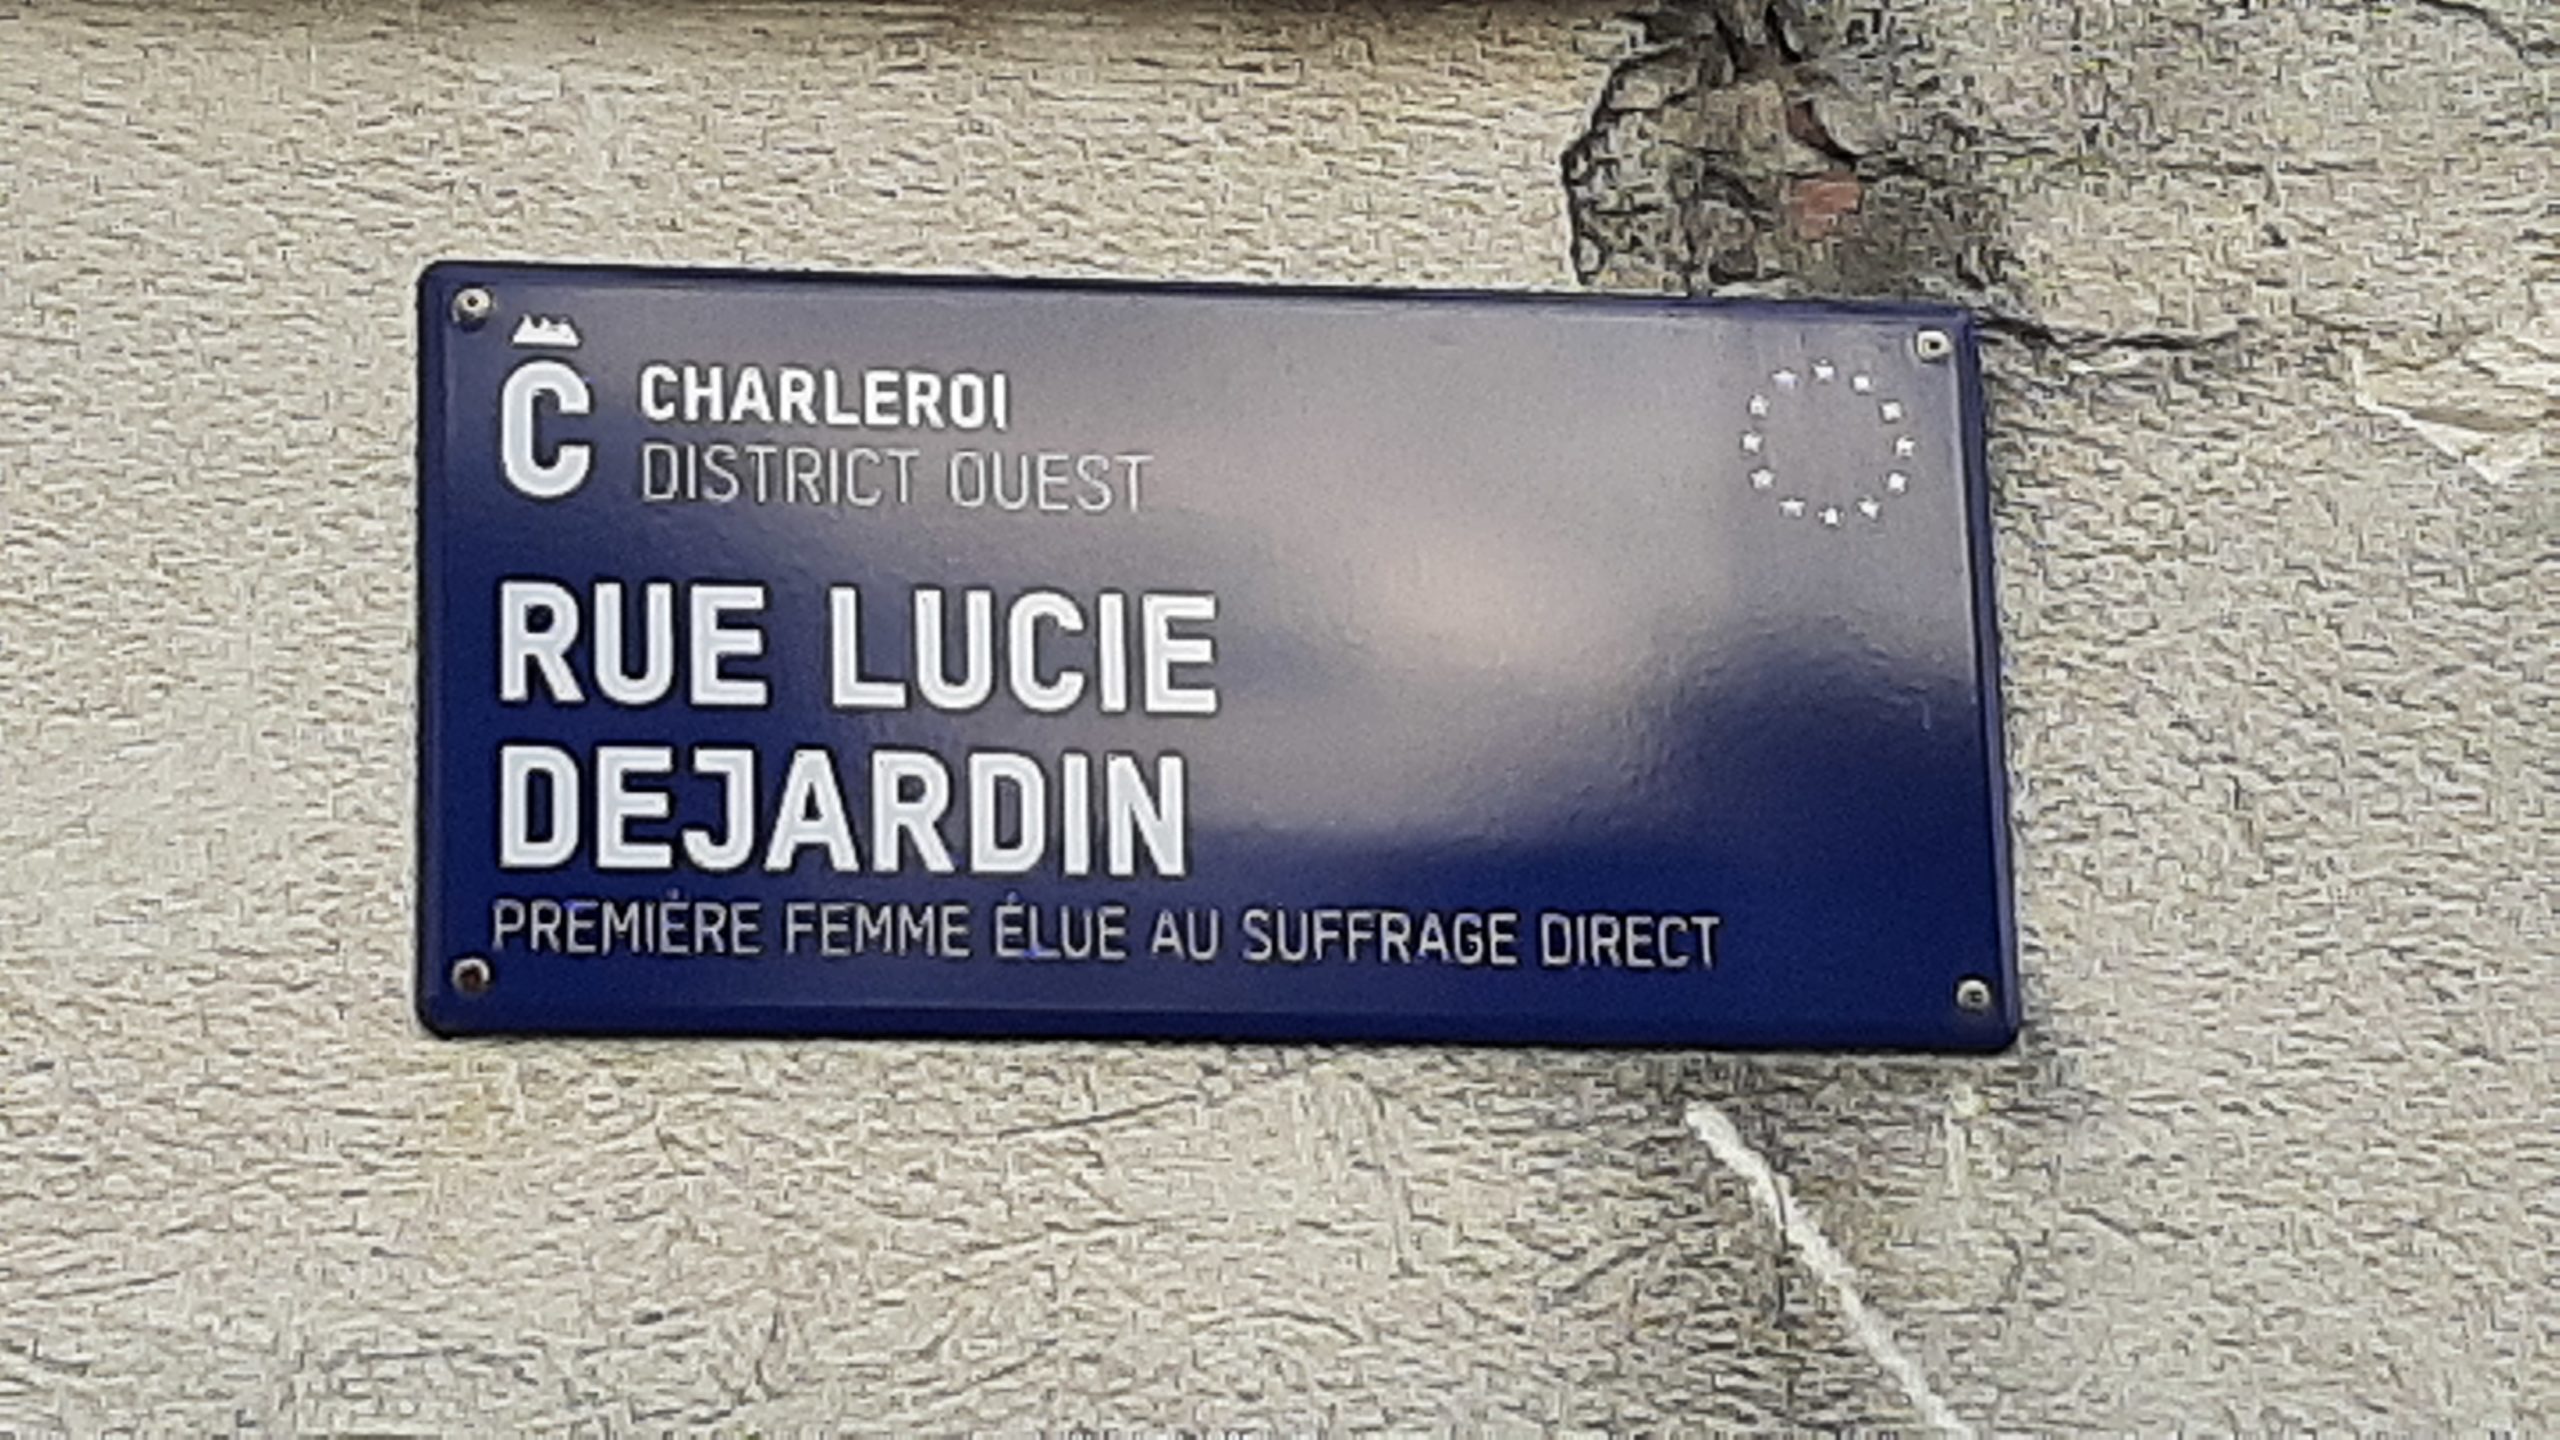 C
CHARLEROI
DISTRICT OUEST
RUE LUCIE
DEJARDIN
PREMIÈRE FEMME ÉLUE AU SUFFRAGE DIRECT